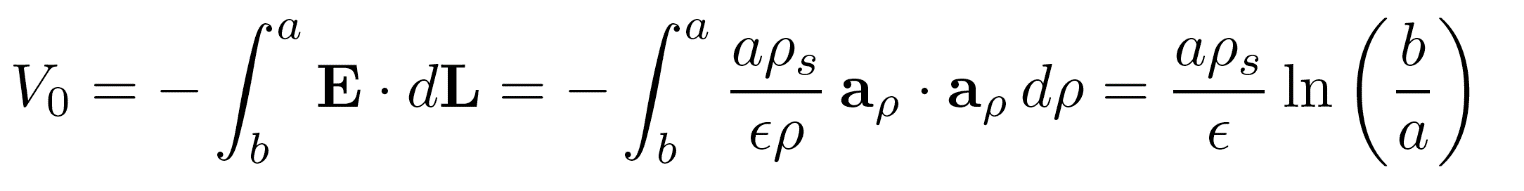 $V_0 = -\int_b^a \mathbf{E} \cdot d\mathbf{L} = -\int_b^a \frac{a\rho_s}{\epsilon\rho}\, \mathbf{a}_\rho \cdot \mathbf{a}_\rho \, d\rho = \frac{a\rho_s}{\epsilon} \ln\left(\frac{b}{a}\right)$